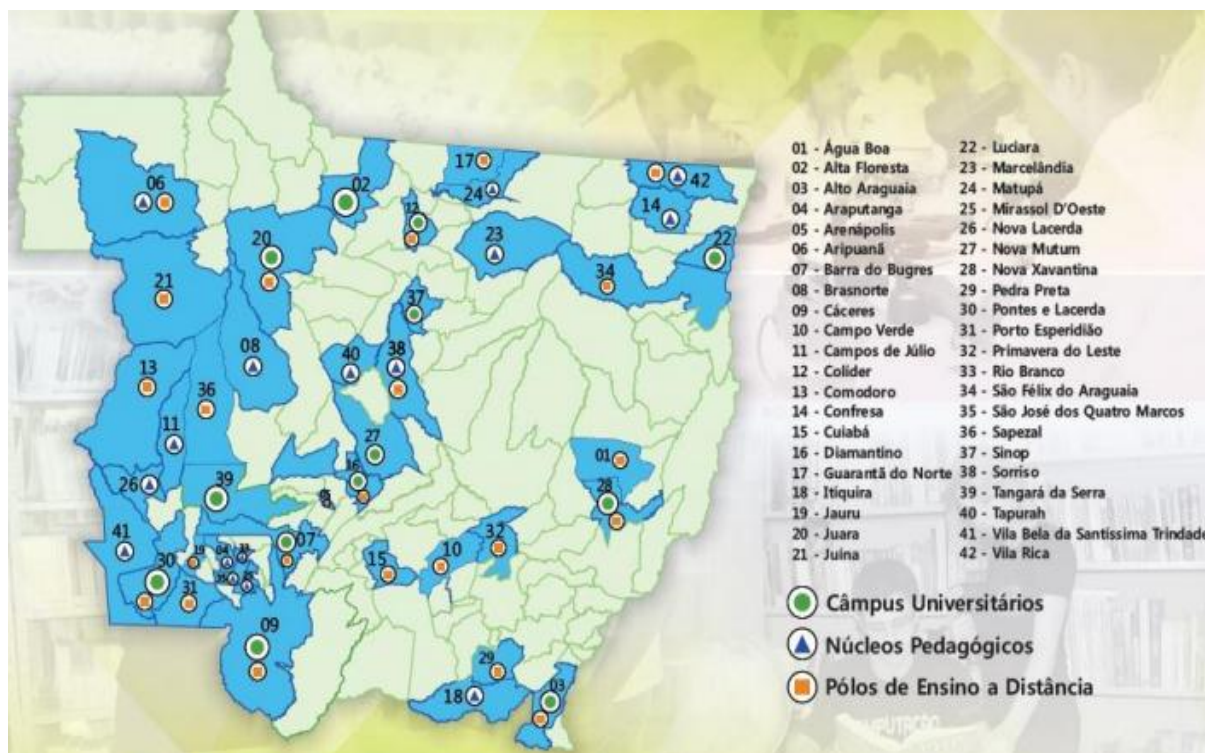 01 - Água Boa
02 - Alta Floresta
03 - Alto Araguaia
04 - Araputanga
05 - Arenápolis
06 - Aripuanã
07 - Barra do Bugres
08 - Brasnorte
09 - Cáceres
10 - Campo Verde
11 - Campos de Júlio
12 - Colider
13 - Comodoro
14 - Confresa
15 - Cuiabá
16 - Diamantino
17 - Guarantã do Norte
18 - Itiquira
19 - Jauru
20 - Juara
21 - Juína
22 - Luciara
23 - Marcelândia
24 - Matupá
25 - Mirassol D'Oeste
26 - Nova Lacerda
27 - Nova Mutum
28 - Nova Xavantina
29 - Pedra Preta
30 - Pontes e Lacerda
31 - Porto Esperidião
32 - Primavera do Leste
33 - Rio Branco
34 - São Félix do Araguaia
35 - São José dos Quatro Marcos
36 - Sapezal
37 - Sinop
38 - Sorriso
39 - Tangará da Serra
40 - Tapurah
41 - Vila Bela da Santíssima Trindade
42 - Vila Rica
Câmpus Universitários
Núcleos Pedagógicos
Pólos de Ensino a Distância
17
02
42
06
24
12
14
20
23
22
21
34
37
08
40
38
13
36
11
27
01
16
26
39
28
41
07
32
15
10
30
19
04
31
09
29
18
03